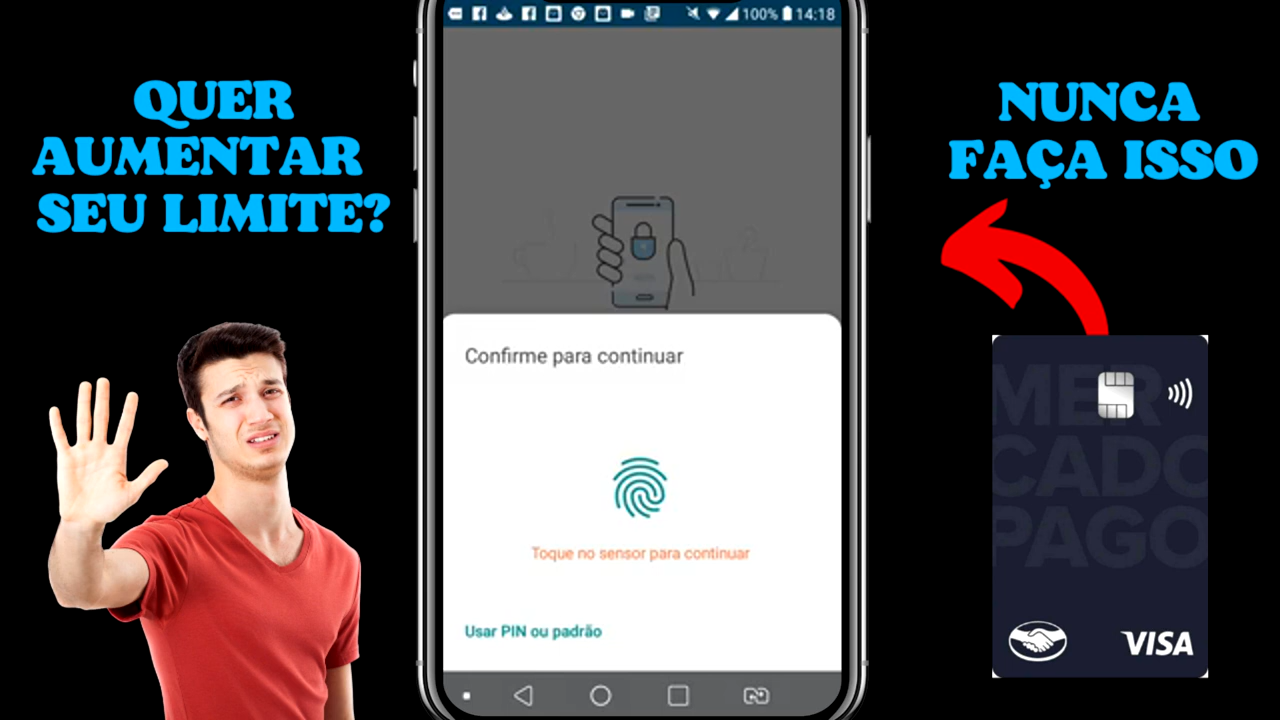 100% 14:18
QUER
AUMENTAR
SEU LIMITE?
NUNCA
FAÇA ISSO
Confirme para continuar
Toque no sensor para continuar
Usar PIN ou padrão
MER
CADO
PAGO
VISA